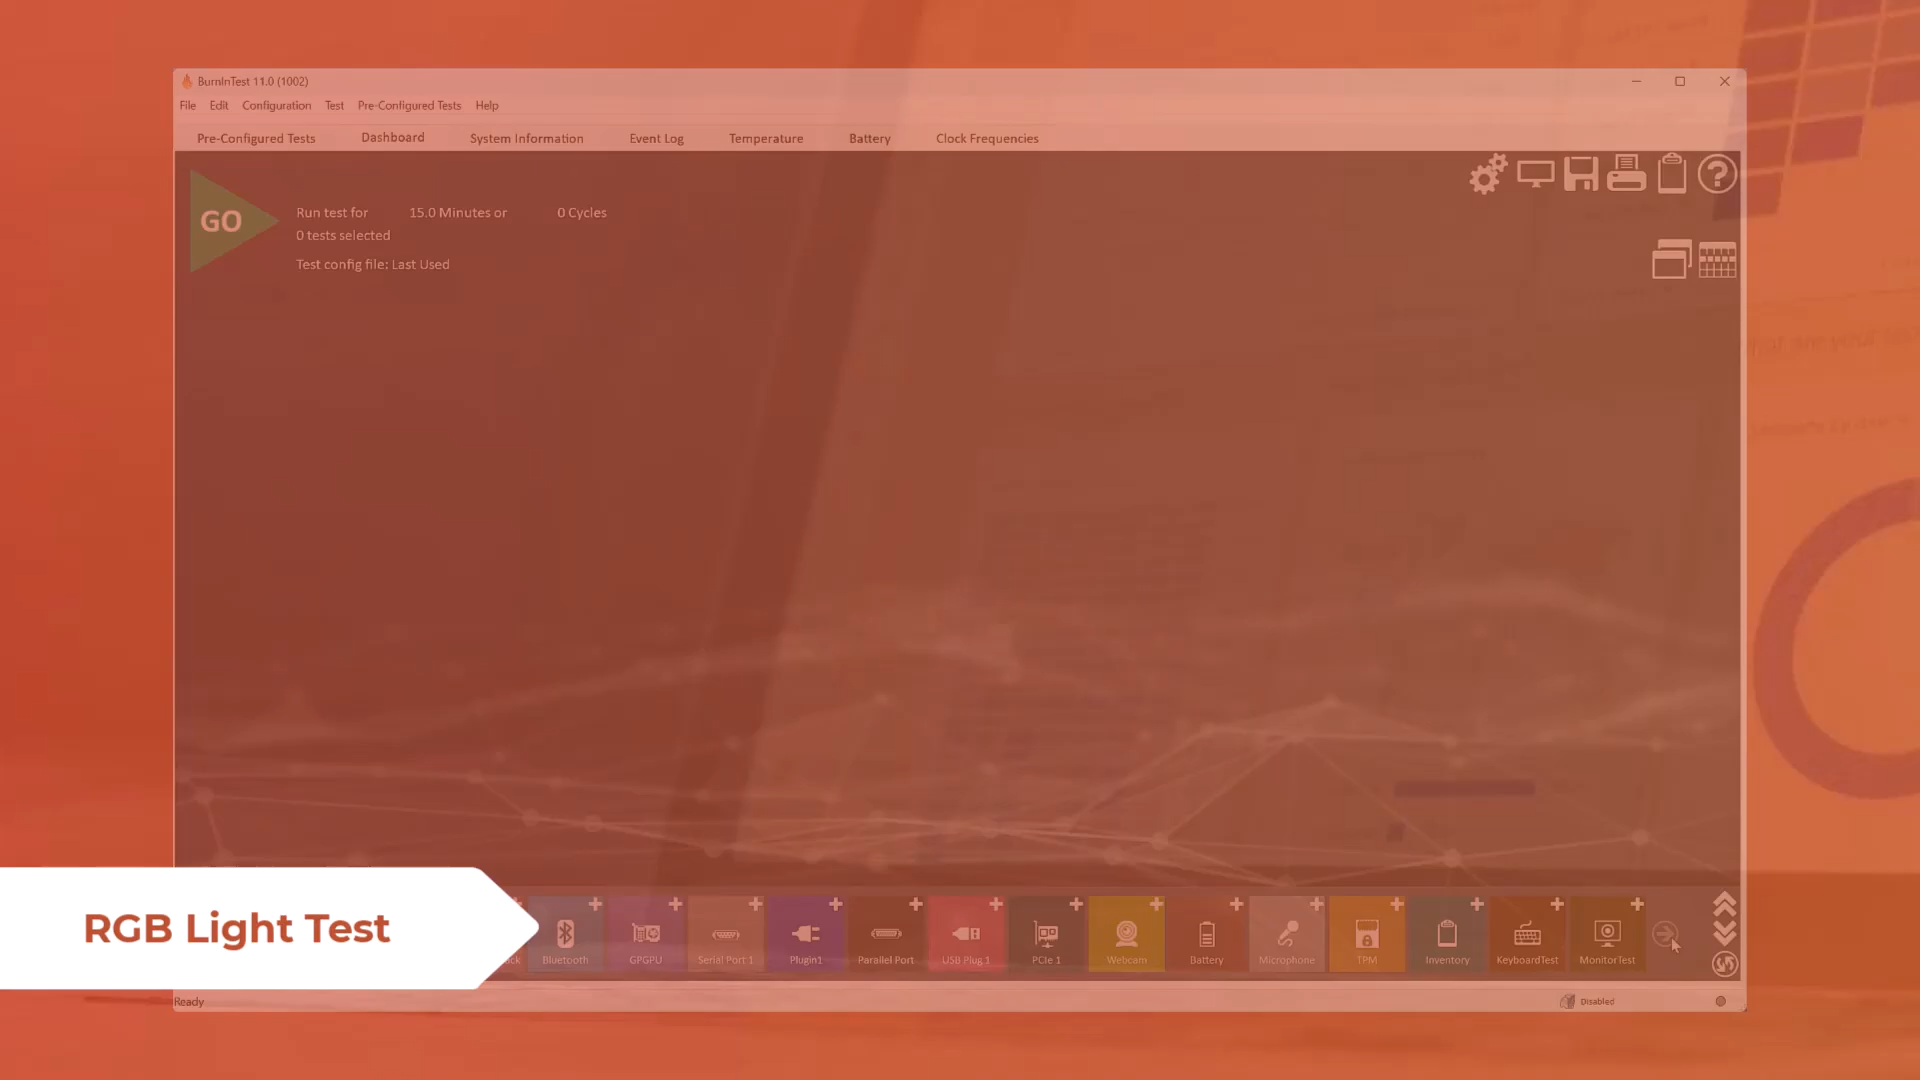 BurnInTest 11.0 (1002)
File Edit Configuration Test Pre-Configured Tests Help
Pre-Configured Tests Dashboard System Information Event Log Temperature Battery Clock Frequencies
GO
Run test for 15.0 Minutes or 0 Cycles
0 tests selected
Test config file: Last Used
RGB Light Test
Bluetooth GPGPU Serial Port 1 Plugin1 Parallel Port USB Plug 1 PCIe 1 Webcam Battery Microphone TPM Inventory KeyboardTest MonitorTest
Ready Disabled